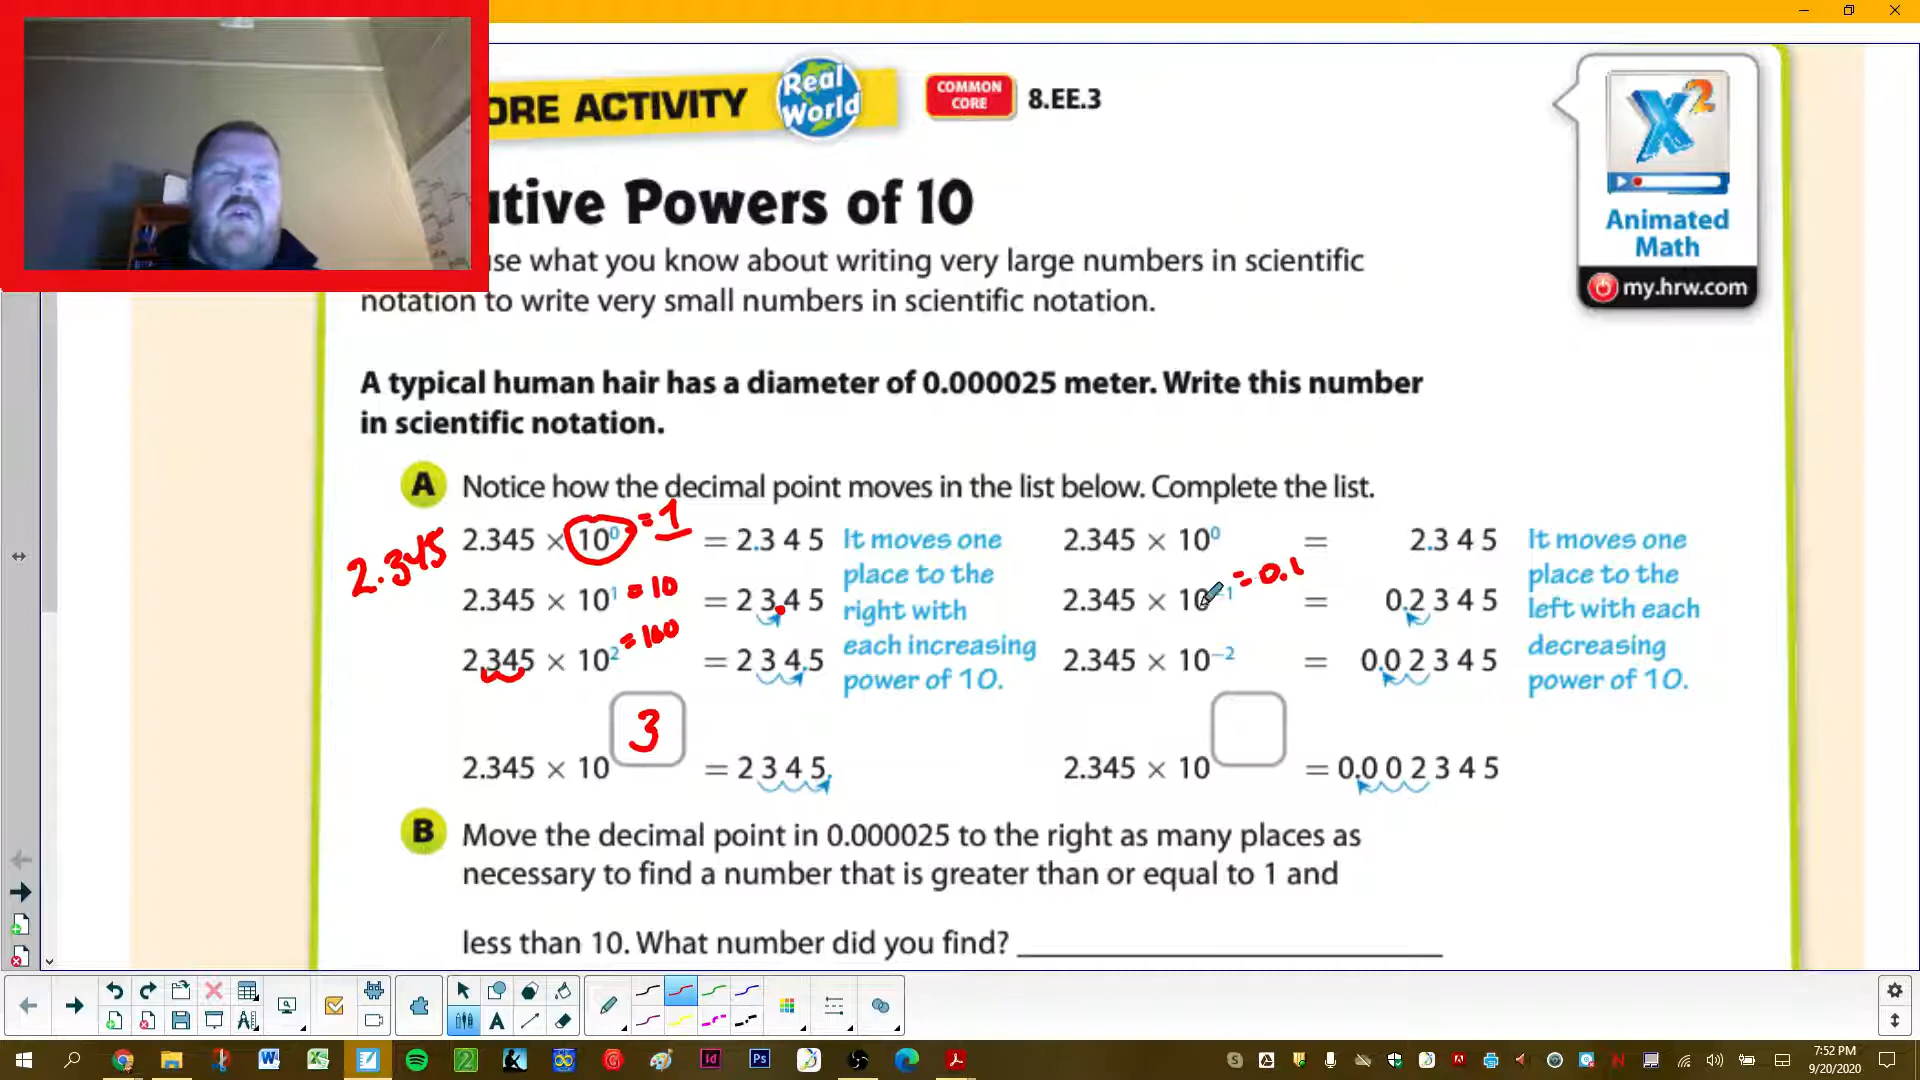 ORE ACTIVITY
Real World
COMMON CORE
8.EE.3
X²
Animated Math
my.hrw.com
ative Powers of 10
se what you know about writing very large numbers in scientific
notation to write very small numbers in scientific notation.
A typical human hair has a diameter of 0.000025 meter. Write this number
in scientific notation.
A Notice how the decimal point moves in the list below. Complete the list.
2.345
2.345 × 10⁰ = 1 = 2.3 4 5
2.345 × 10¹ = 10 = 2 3.4 5
2.345 × 10² = 100 = 2 3 4.5
2.345 × 10 3 = 2 3 4 5.
It moves one
place to the
right with
each increasing
power of 10.
2.345 × 10⁰ = 2.3 4 5
2.345 × 10⁻¹ = 0.1 = 0.2 3 4 5
2.345 × 10⁻² = 0.0 2 3 4 5
2.345 × 10 = 0.0 0 2 3 4 5
It moves one
place to the
left with each
decreasing
power of 10.
B Move the decimal point in 0.000025 to the right as many places as
necessary to find a number that is greater than or equal to 1 and
less than 10. What number did you find?
7:52 PM
9/20/2020